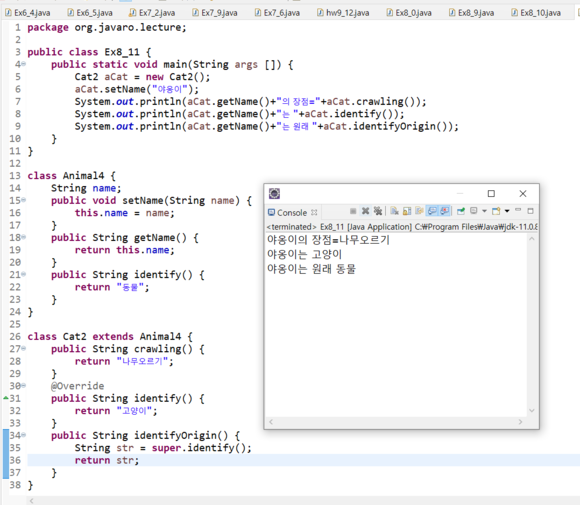 Ex6_4.java Ex6_5.java Ex7_2.java Ex7_9.java Ex7_6.java hw9_12.java Ex8_0.java Ex8_9.java Ex8_10.java
1 package org.javaro.lecture;
2
3 public class Ex8_11 {
4 public static void main(String args []) {
5 Cat2 aCat = new Cat2();
6 aCat.setName("야옹이");
7 System.out.println(aCat.getName()+"의 장점="+aCat.crawling());
8 System.out.println(aCat.getName()+"는 "+aCat.identify());
9 System.out.println(aCat.getName()+"는 원래 "+aCat.identifyOrigin());
10 }
11 }
12
13 class Animal4 {
14 String name;
15 public void setName(String name) {
16 this.name = name;
17 }
18 public String getName() {
19 return this.name;
20 }
21 public String identify() {
22 return "동물";
23 }
24 }
25
26 class Cat2 extends Animal4 {
27 public String crawling() {
28 return "나무오르기";
29 }
30 @Override
31 public String identify() {
32 return "고양이";
33 }
34 public String identifyOrigin() {
35 String str = super.identify();
36 return str;
37 }
38 }
Console
<terminated> Ex8_11 [Java Application] C:₩Program Files₩Java₩jdk-11.0.8
야옹이의 장점=나무오르기
야옹이는 고양이
야옹이는 원래 동물